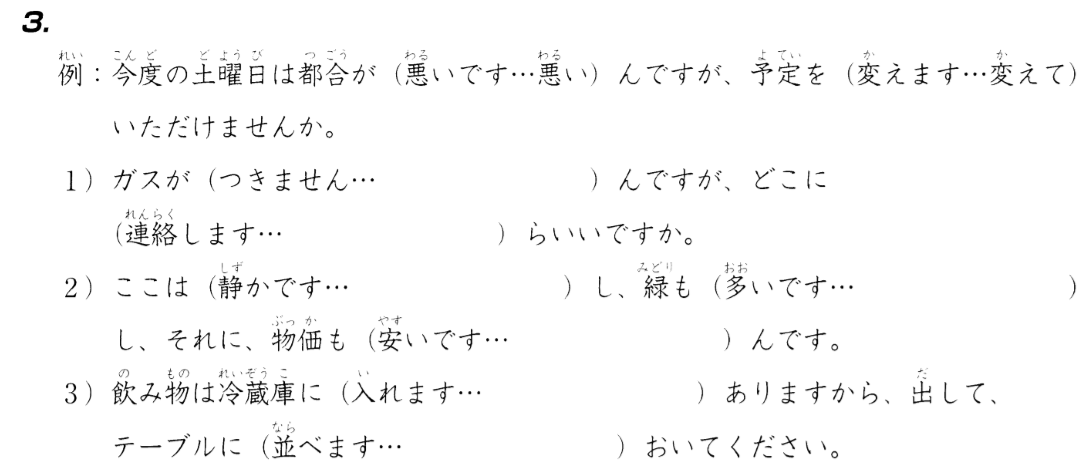 3.
例：今度の土曜日は都合が（悪いです…悪い）んですが、予定を（変えます…変えて）
いただけませんか。
1）ガスが（つきません…　　　　　　　　）んですが、どこに
（連絡します…　　　　　　　　）らいいですか。
2）ここは（静かです…　　　　　　　　）し、緑も（多いです…　　　　　　　　）
し、それに、物価も（安いです…　　　　　　　　）んです。
3）飲み物は冷蔵庫に（入れます…　　　　　　　　）ありますから、出して、
テーブルに（並べます…　　　　　　　　）おいてください。